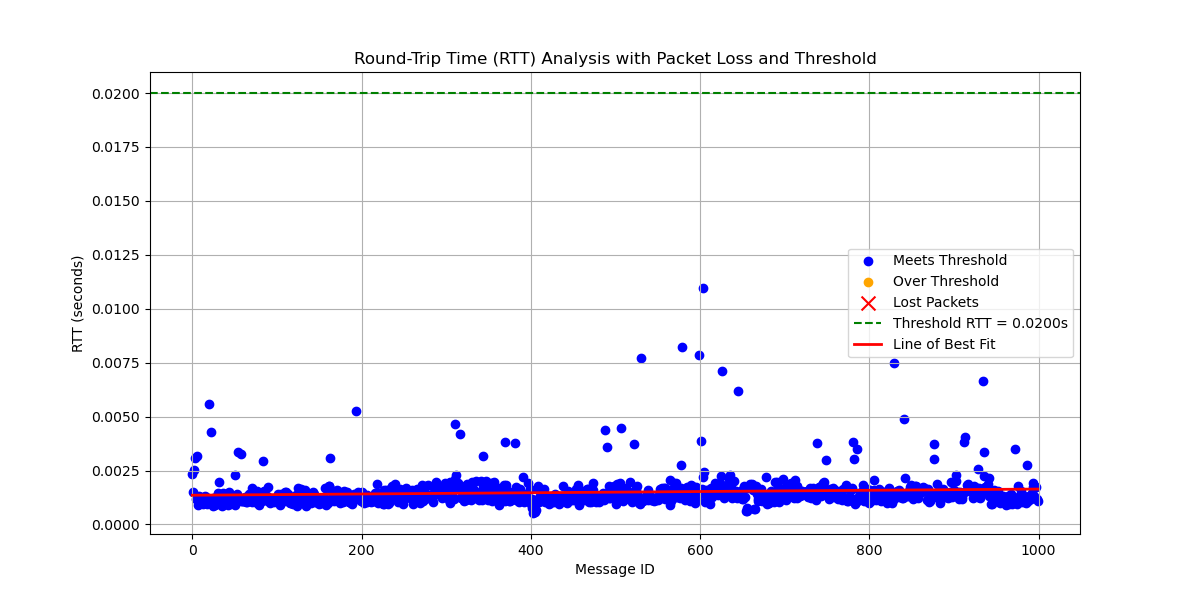 Round-Trip Time (RTT) Analysis with Packet Loss and Threshold
RTT (seconds)
0.0200
0.0175
0.0150
0.0125
0.0100
0.0075
0.0050
0.0025
0.0000
Meets Threshold
Over Threshold
Lost Packets
Threshold RTT = 0.0200s
Line of Best Fit
0 200 400 600 800 1000
Message ID